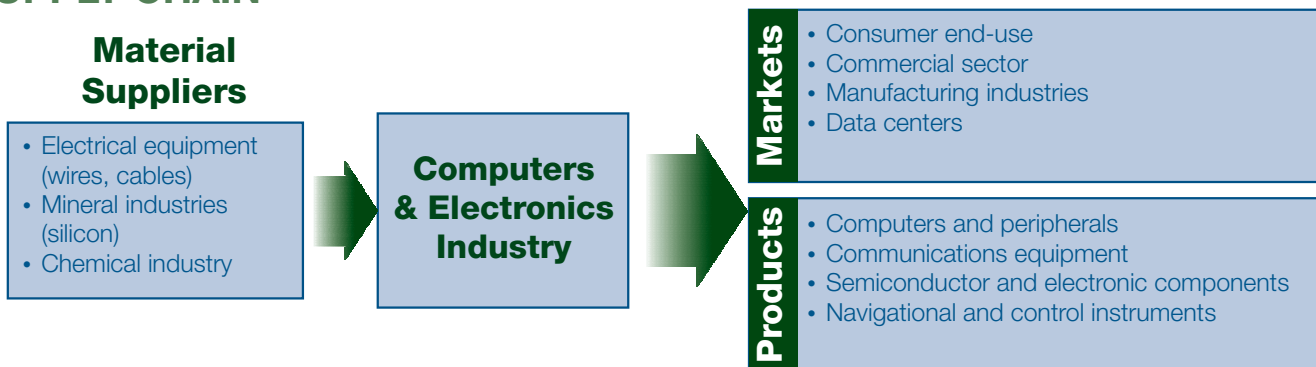 Material
Suppliers
• Electrical equipment
(wires, cables)
• Mineral industries
(silicon)
• Chemical industry
Computers
& Electronics
Industry
Markets
• Consumer end-use
• Commercial sector
• Manufacturing industries
• Data centers
Products
• Computers and peripherals
• Communications equipment
• Semiconductor and electronic components
• Navigational and control instruments